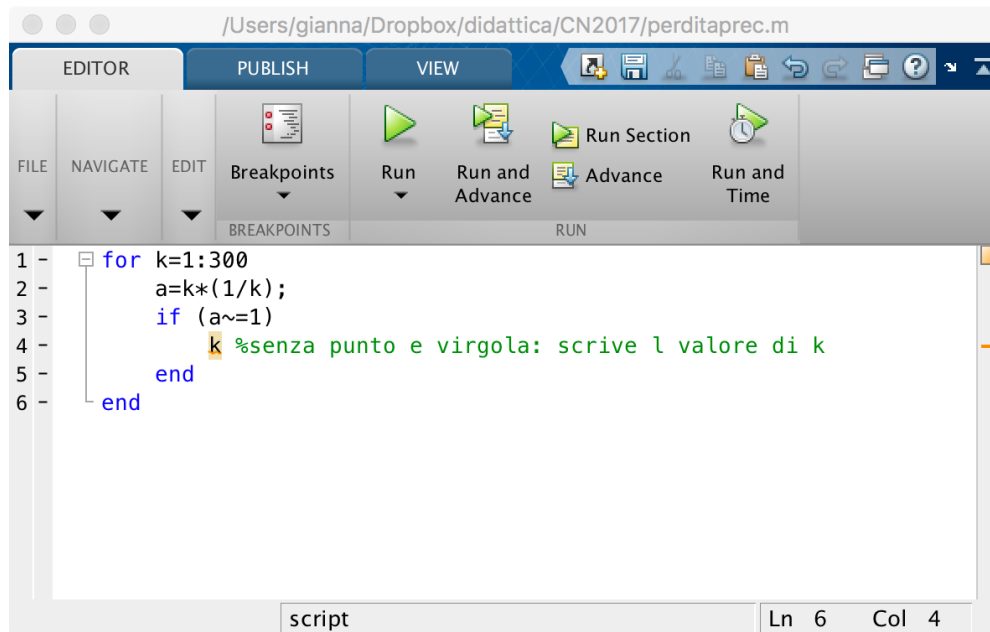 /Users/gianna/Dropbox/didattica/CN2017/perditaprec.m
EDITOR PUBLISH VIEW
FILE NAVIGATE EDIT Breakpoints Run Run and Advance Run Section Advance Run and Time
BREAKPOINTS RUN
1 - for k=1:300
2 - a=k*(1/k);
3 - if (a~=1)
4 - k %senza punto e virgola: scrive l valore di k
5 - end
6 - end
script Ln 6 Col 4